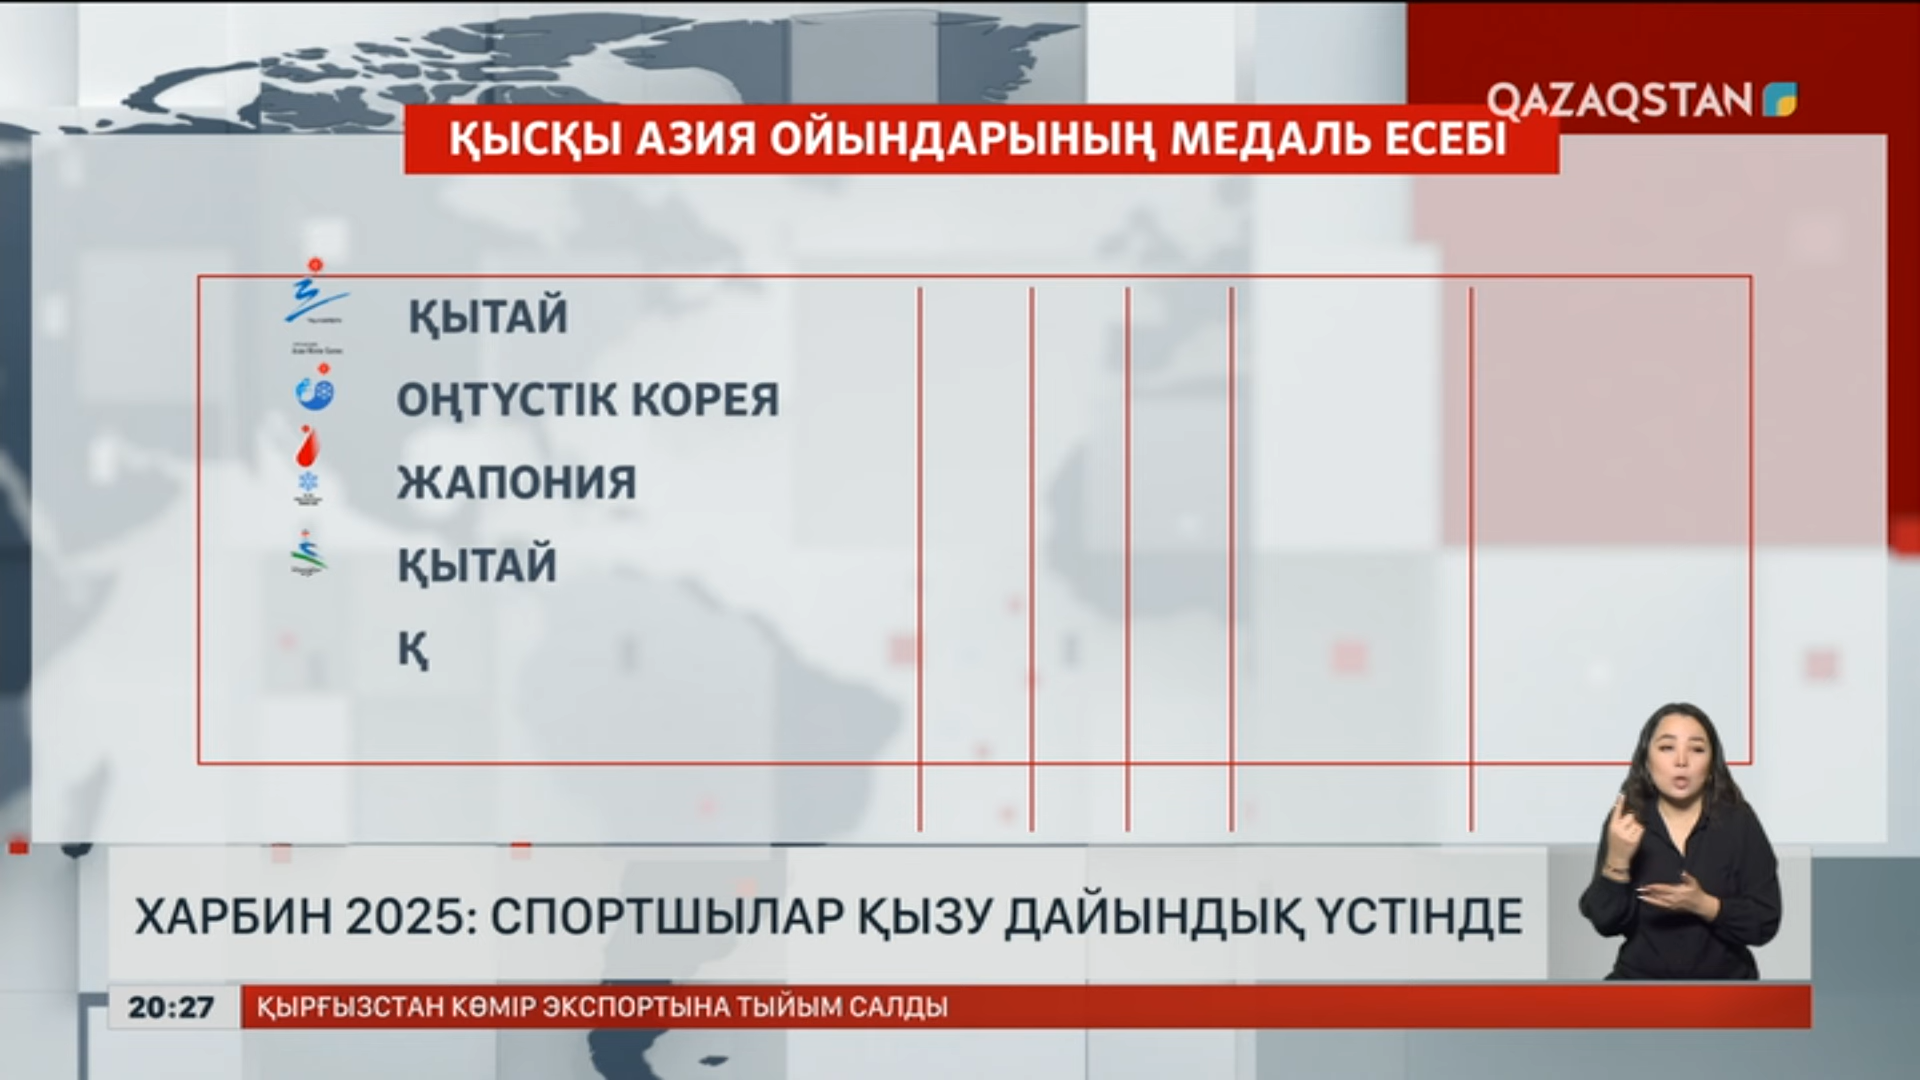 QAZAQSTAN
ҚЫСҚЫ АЗИЯ ОЙЫНДАРЫНЫҢ МЕДАЛЬ ЕСЕБІ
ҚЫТАЙ
ОҢТҮСТІК КОРЕЯ
ЖАПОНИЯ
ҚЫТАЙ
Қ
ХАРБИН 2025: СПОРТШЫЛАР ҚЫЗУ ДАЙЫНДЫҚ ҮСТІНДЕ
20:27 ҚЫРҒЫЗСТАН КӨМІР ЭКСПОРТЫНА ТЫЙЫМ САЛДЫ